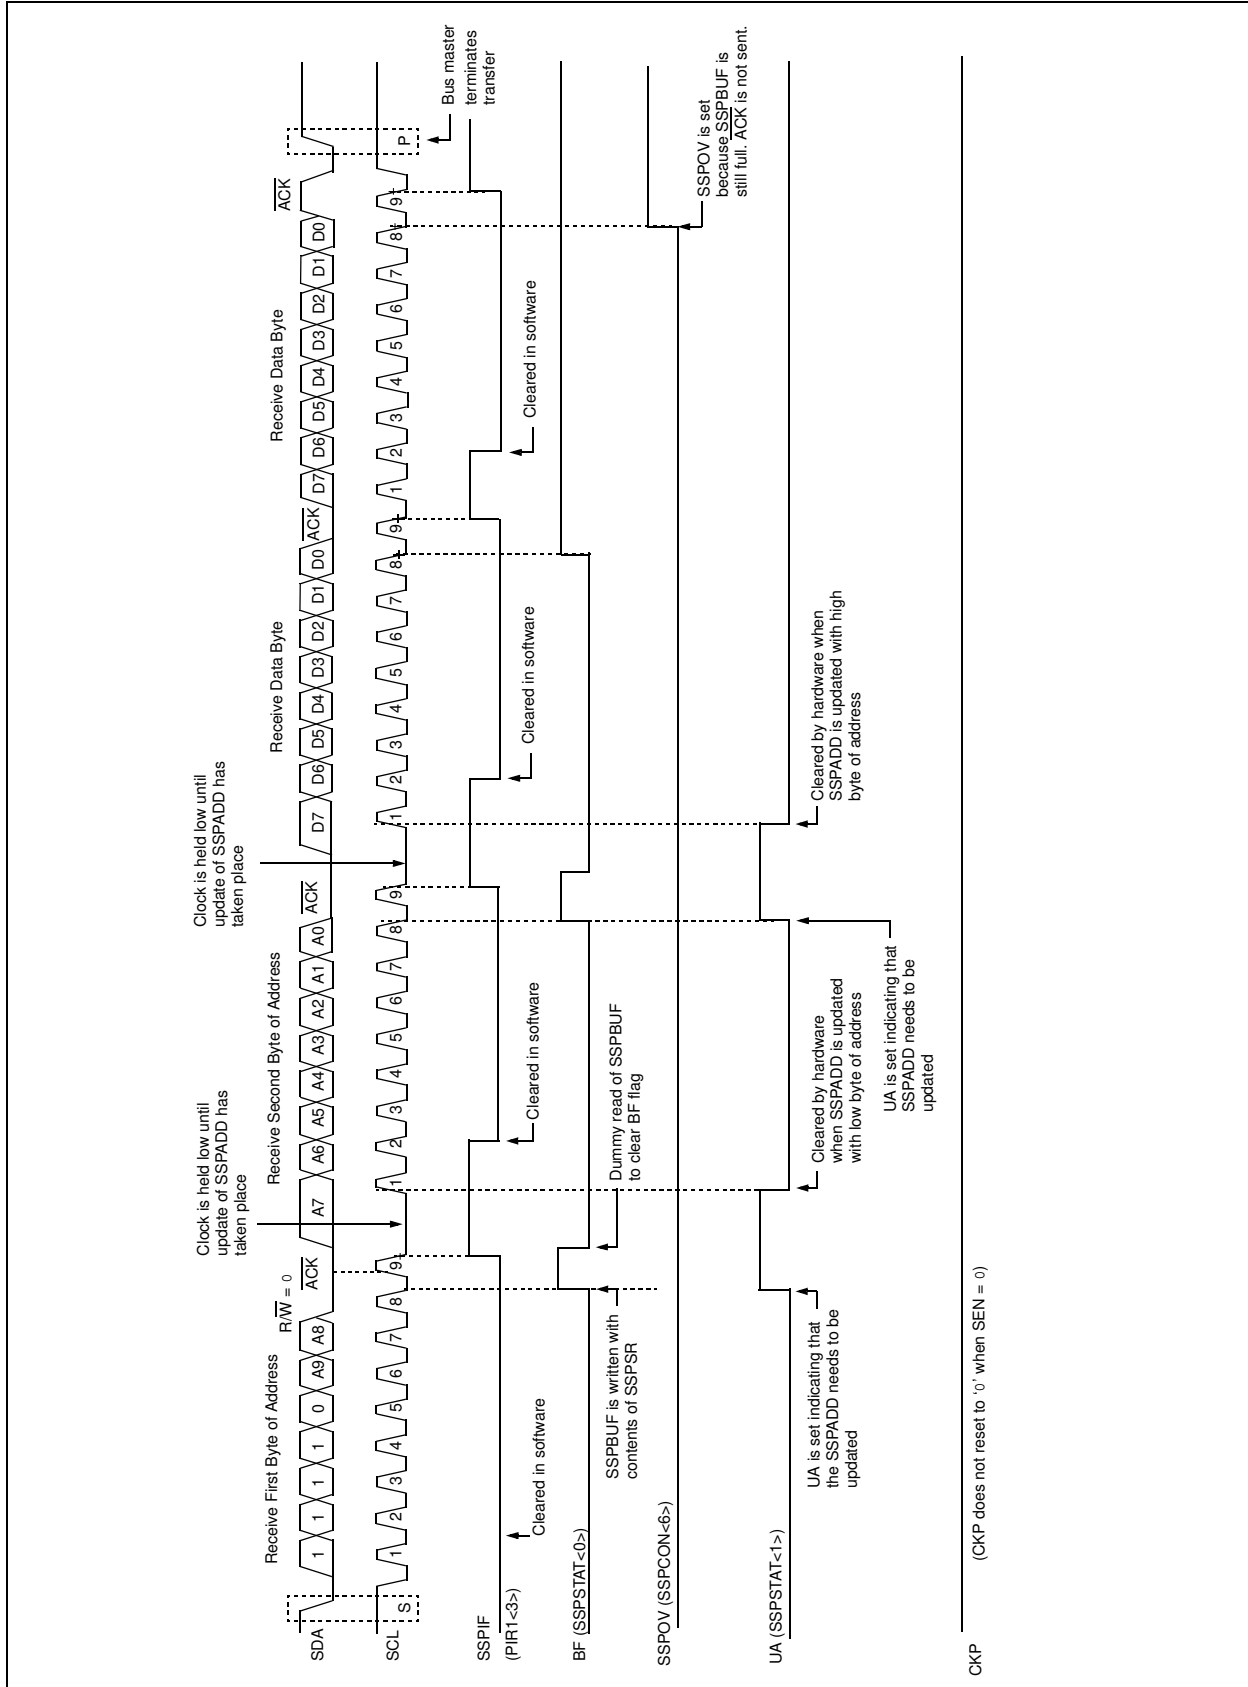 Receive First Byte of Address
R/W = 0
Receive Second Byte of Address
Receive Data Byte
Receive Data Byte
Clock is held low until
update of SSPADD has
taken place
Clock is held low until
update of SSPADD has
taken place
SDA
1 1 1 1 0 A9 A8 ACK A7 A6 A5 A4 A3 A2 A1 A0 ACK D7 D6 D5 D4 D3 D2 D1 D0 ACK D7 D6 D5 D4 D3 D2 D1 D0 ACK
SCL
S 1 2 3 4 5 6 7 8 9 1 2 3 4 5 6 7 8 9 1 2 3 4 5 6 7 8 9 1 2 3 4 5 6 7 8 9 P
Bus master
terminates
transfer
SSPIF
(PIR1<3>)
Cleared in software
Cleared in software
Cleared in software
Cleared in software
BF (SSPSTAT<0>)
SSPBUF is written with
contents of SSPSR
Dummy read of SSPBUF
to clear BF flag
SSPOV (SSPCON<6>)
SSPOV is set
because SSPBUF is
still full. ACK is not sent.
UA (SSPSTAT<1>)
UA is set indicating that
the SSPADD needs to be
updated
Cleared by hardware
when SSPADD is updated
with low byte of address
UA is set indicating that
SSPADD needs to be
updated
Cleared by hardware when
SSPADD is updated with high
byte of address
CKP
(CKP does not reset to ‘0’ when SEN = 0)